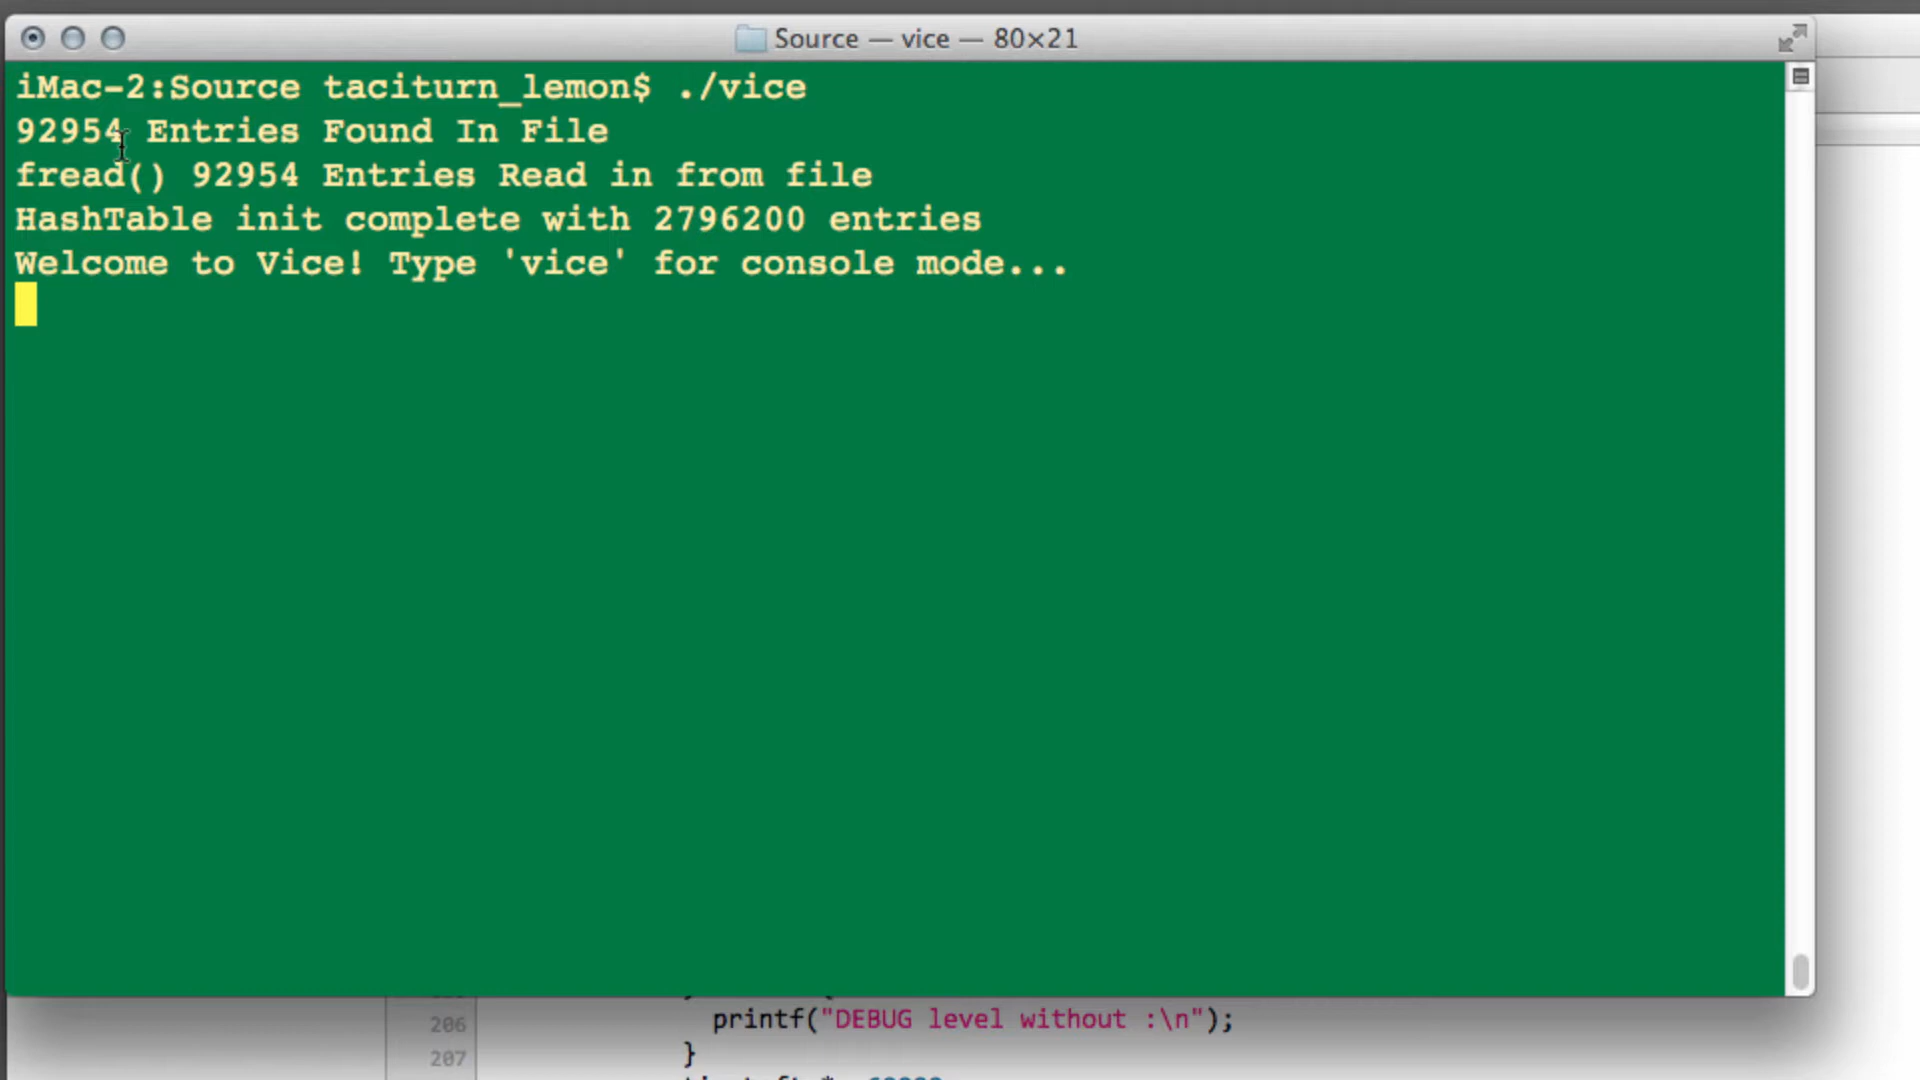 Source — vice — 80×21
iMac-2:Source taciturn_lemon$ ./vice
92954 Entries Found In File
fread() 92954 Entries Read in from file
HashTable init complete with 2796200 entries
Welcome to Vice! Type 'vice' for console mode...
206 printf("DEBUG level without :\n");
207 }